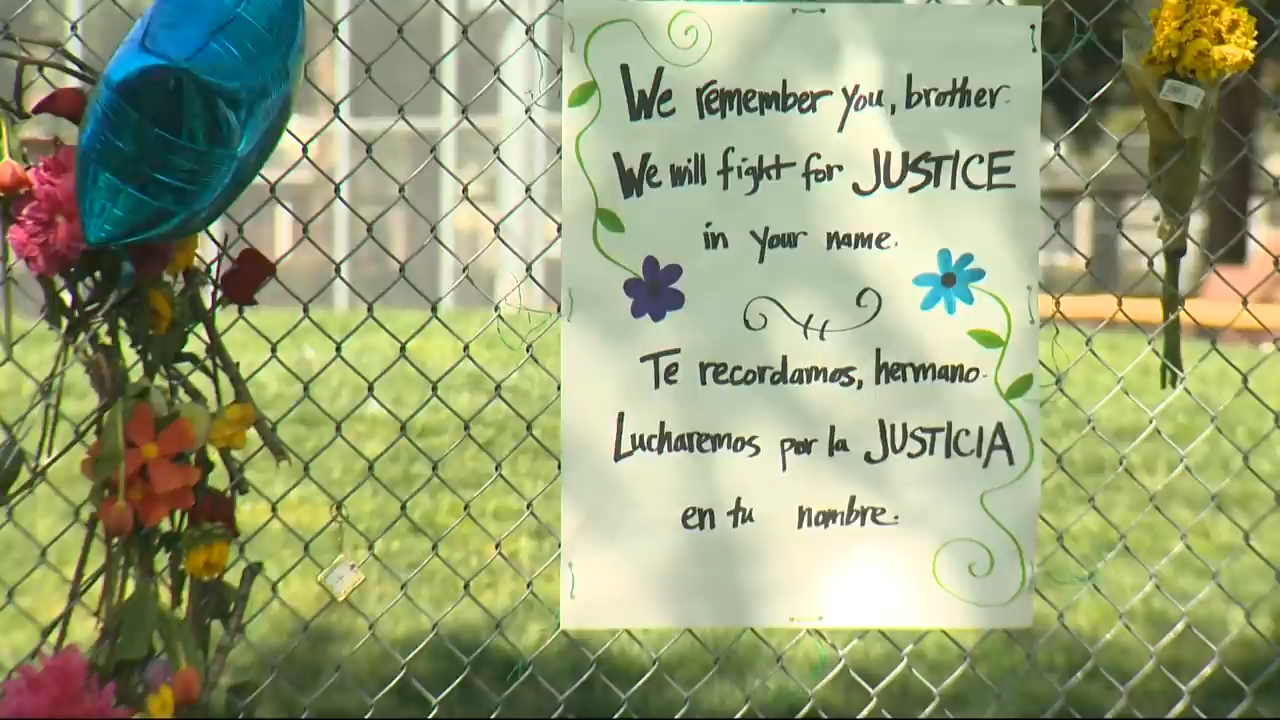 We remember you, brother.
We will fight for JUSTICE
in your name.
Te recordamos, hermano.
Lucharemos por la JUSTICIA
en tu nombre.